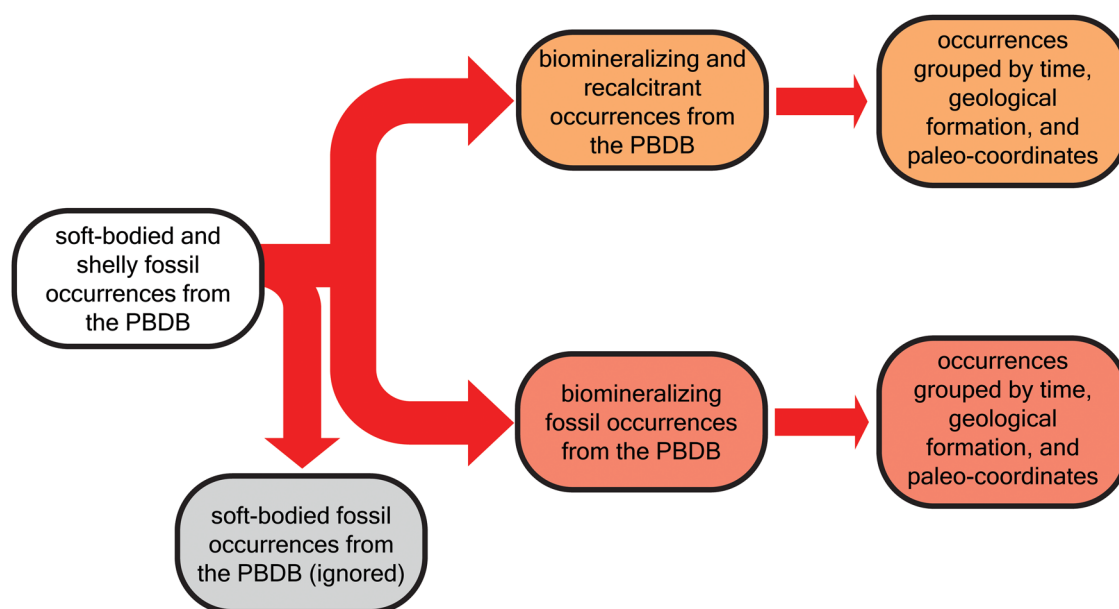 soft-bodied and
shelly fossil
occurrences from
the PBDB
biomineralizing and
recalcitrant
occurrences from
the PBDB
occurrences
grouped by time,
geological
formation, and
paleo-coordinates
biomineralizing
fossil occurrences
from the PBDB
occurrences
grouped by time,
geological
formation, and
paleo-coordinates
soft-bodied fossil
occurrences from
the PBDB (ignored)